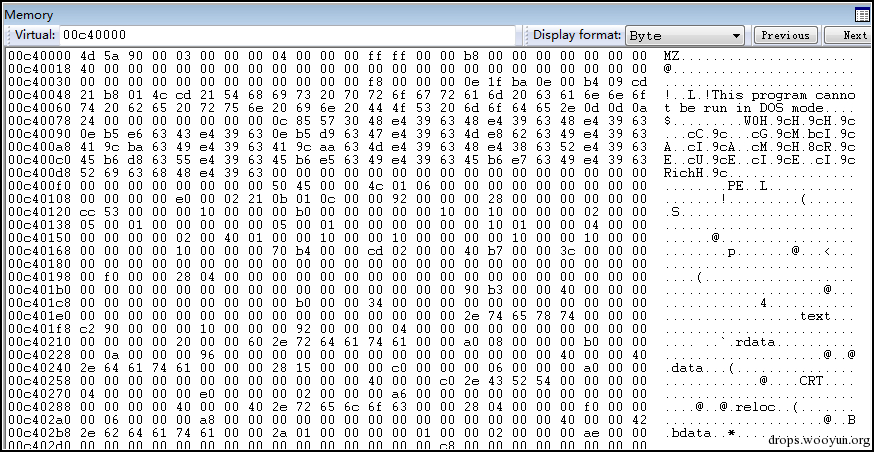 Memory
Virtual: 00c40000 Display format: Byte Previous Next
00c40000 4d 5a 90 00 03 00 00 00 04 00 00 00 ff ff 00 00 b8 00 00 00 00 00 00 00 MZ......................
00c40018 40 00 00 00 00 00 00 00 00 00 00 00 00 00 00 00 00 00 00 00 00 00 00 00 @.......................
00c40030 00 00 00 00 00 00 00 00 00 00 00 00 f8 00 00 00 0e 1f ba 0e 00 b4 09 cd ........................
00c40048 21 b8 01 4c cd 21 54 68 69 73 20 70 72 6f 67 72 61 6d 20 63 61 6e 6e 6f !..L.!This program canno
00c40060 74 20 62 65 20 72 75 6e 20 69 6e 20 44 4f 53 20 6d 6f 64 65 2e 0d 0d 0a t be run in DOS mode....
00c40078 24 00 00 00 00 00 00 00 0c 85 57 30 48 e4 39 63 48 e4 39 63 48 e4 39 63 $.........W0H.9cH.9cH.9c
00c40090 0e b5 e6 63 43 e4 39 63 0e b5 d9 63 47 e4 39 63 4d e8 62 63 49 e4 39 63 ...cC.9c...cG.9cM.bcI.9c
00c400a8 41 9c ba 63 49 e4 39 63 41 9c aa 63 4d e4 39 63 48 e4 38 63 52 e4 39 63 A..cI.9cA..cM.9cH.8cR.9c
00c400c0 45 b6 d8 63 55 e4 39 63 45 b6 e5 63 49 e4 39 63 45 b6 e7 63 49 e4 39 63 E..cU.9cE..cI.9cE..cI.9c
00c400d8 52 69 63 68 48 e4 39 63 00 00 00 00 00 00 00 00 00 00 00 00 00 00 00 00 RichH.9c................
00c400f0 00 00 00 00 00 00 00 00 50 45 00 00 4c 01 06 00 00 00 00 00 00 00 00 00 ........PE..L...........
00c40108 00 00 00 00 e0 00 02 21 0b 01 0c 00 00 92 00 00 00 28 00 00 00 00 00 00 .......!.........(......
00c40120 cc 53 00 00 00 10 00 00 00 b0 00 00 00 00 00 10 00 10 00 00 00 02 00 00 .S......................
00c40138 05 00 01 00 00 00 00 00 05 00 01 00 00 00 00 00 00 10 01 00 00 04 00 00 ........................
00c40150 00 00 00 00 02 00 40 01 00 00 10 00 00 10 00 00 00 00 10 00 00 10 00 00 ......@.................
00c40168 00 00 00 00 10 00 00 00 70 b4 00 00 cd 02 00 00 40 b7 00 00 3c 00 00 00 ........p.......@...<...
00c40180 00 00 00 00 00 00 00 00 00 00 00 00 00 00 00 00 00 00 00 00 00 00 00 00 ........................
00c40198 00 f0 00 00 28 04 00 00 00 00 00 00 00 00 00 00 00 00 00 00 00 00 00 00 ....(...................
00c401b0 00 00 00 00 00 00 00 00 00 00 00 00 00 00 00 00 90 b3 00 00 40 00 00 00 ....................@...
00c401c8 00 00 00 00 00 00 00 00 00 b0 00 00 34 00 00 00 00 00 00 00 00 00 00 00 ............4...........
00c401e0 00 00 00 00 00 00 00 00 00 00 00 00 00 00 00 00 2e 74 65 78 74 00 00 00 .................text...
00c401f8 c2 90 00 00 00 10 00 00 00 92 00 00 00 04 00 00 00 00 00 00 00 00 00 00 ........................
00c40210 00 00 00 00 20 00 00 60 2e 72 64 61 74 61 00 00 a0 08 00 00 00 b0 00 00 .... ..`.rdata..........
00c40228 00 0a 00 00 00 96 00 00 00 00 00 00 00 00 00 00 00 00 00 00 40 00 00 40 ....................@..@
00c40240 2e 64 61 74 61 00 00 00 28 15 00 00 00 c0 00 00 00 06 00 00 00 a0 00 00 .data...(...............
00c40258 00 00 00 00 00 00 00 00 00 00 00 00 40 00 00 c0 2e 43 52 54 00 00 00 00 ............@....CRT....
00c40270 04 00 00 00 00 e0 00 00 00 02 00 00 00 a6 00 00 00 00 00 00 00 00 00 00 ........................
00c40288 00 00 00 00 40 00 00 40 2e 72 65 6c 6f 63 00 00 28 04 00 00 00 f0 00 00 ....@..@.reloc..(.......
00c402a0 00 06 00 00 00 a8 00 00 00 00 00 00 00 00 00 00 00 00 00 00 40 00 00 42 ....................@..B
00c402b8 2e 62 64 61 74 61 00 00 2a 01 00 00 00 00 01 00 00 02 00 00 00 ae 00 00 .bdata..*...............
drops.wooyun.org